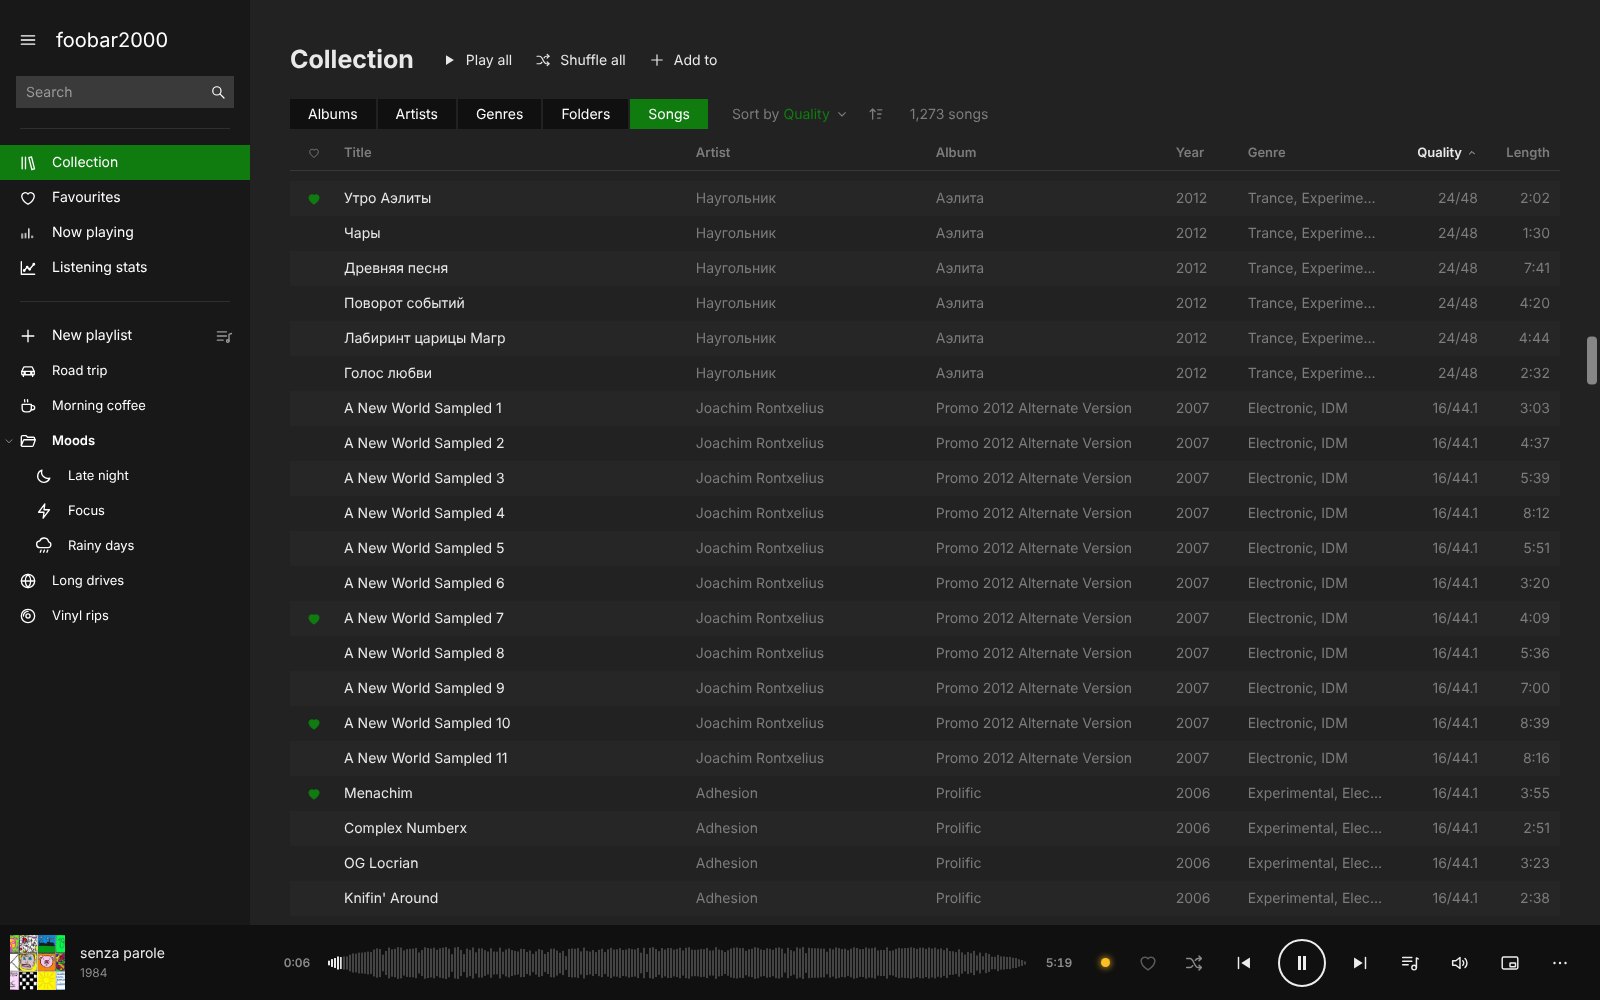 foobar2000
Search
Collection
Favourites
Now playing
Listening stats
New playlist
Road trip
Morning coffee
Moods
Late night
Focus
Rainy days
Long drives
Vinyl rips
Collection Play all Shuffle all Add to
Albums Artists Genres Folders Songs Sort by Quality 1,273 songs
Title Artist Album Year Genre Quality Length
Утро Аэлиты Наугольник Аэлита 2012 Trance, Experime... 24/48 2:02
Чары Наугольник Аэлита 2012 Trance, Experime... 24/48 1:30
Древняя песня Наугольник Аэлита 2012 Trance, Experime... 24/48 7:41
Поворот событий Наугольник Аэлита 2012 Trance, Experime... 24/48 4:20
Лабиринт царицы Магр Наугольник Аэлита 2012 Trance, Experime... 24/48 4:44
Голос любви Наугольник Аэлита 2012 Trance, Experime... 24/48 2:32
A New World Sampled 1 Joachim Rontxelius Promo 2012 Alternate Version 2007 Electronic, IDM 16/44.1 3:03
A New World Sampled 2 Joachim Rontxelius Promo 2012 Alternate Version 2007 Electronic, IDM 16/44.1 4:37
A New World Sampled 3 Joachim Rontxelius Promo 2012 Alternate Version 2007 Electronic, IDM 16/44.1 5:39
A New World Sampled 4 Joachim Rontxelius Promo 2012 Alternate Version 2007 Electronic, IDM 16/44.1 8:12
A New World Sampled 5 Joachim Rontxelius Promo 2012 Alternate Version 2007 Electronic, IDM 16/44.1 5:51
A New World Sampled 6 Joachim Rontxelius Promo 2012 Alternate Version 2007 Electronic, IDM 16/44.1 3:20
A New World Sampled 7 Joachim Rontxelius Promo 2012 Alternate Version 2007 Electronic, IDM 16/44.1 4:09
A New World Sampled 8 Joachim Rontxelius Promo 2012 Alternate Version 2007 Electronic, IDM 16/44.1 5:36
A New World Sampled 9 Joachim Rontxelius Promo 2012 Alternate Version 2007 Electronic, IDM 16/44.1 7:00
A New World Sampled 10 Joachim Rontxelius Promo 2012 Alternate Version 2007 Electronic, IDM 16/44.1 8:39
A New World Sampled 11 Joachim Rontxelius Promo 2012 Alternate Version 2007 Electronic, IDM 16/44.1 8:16
Menachim Adhesion Prolific 2006 Experimental, Elec... 16/44.1 3:55
Complex Numberx Adhesion Prolific 2006 Experimental, Elec... 16/44.1 2:51
OG Locrian Adhesion Prolific 2006 Experimental, Elec... 16/44.1 3:23
Knifin' Around Adhesion Prolific 2006 Experimental, Elec... 16/44.1 2:38
senza parole
1984
0:06 5:19